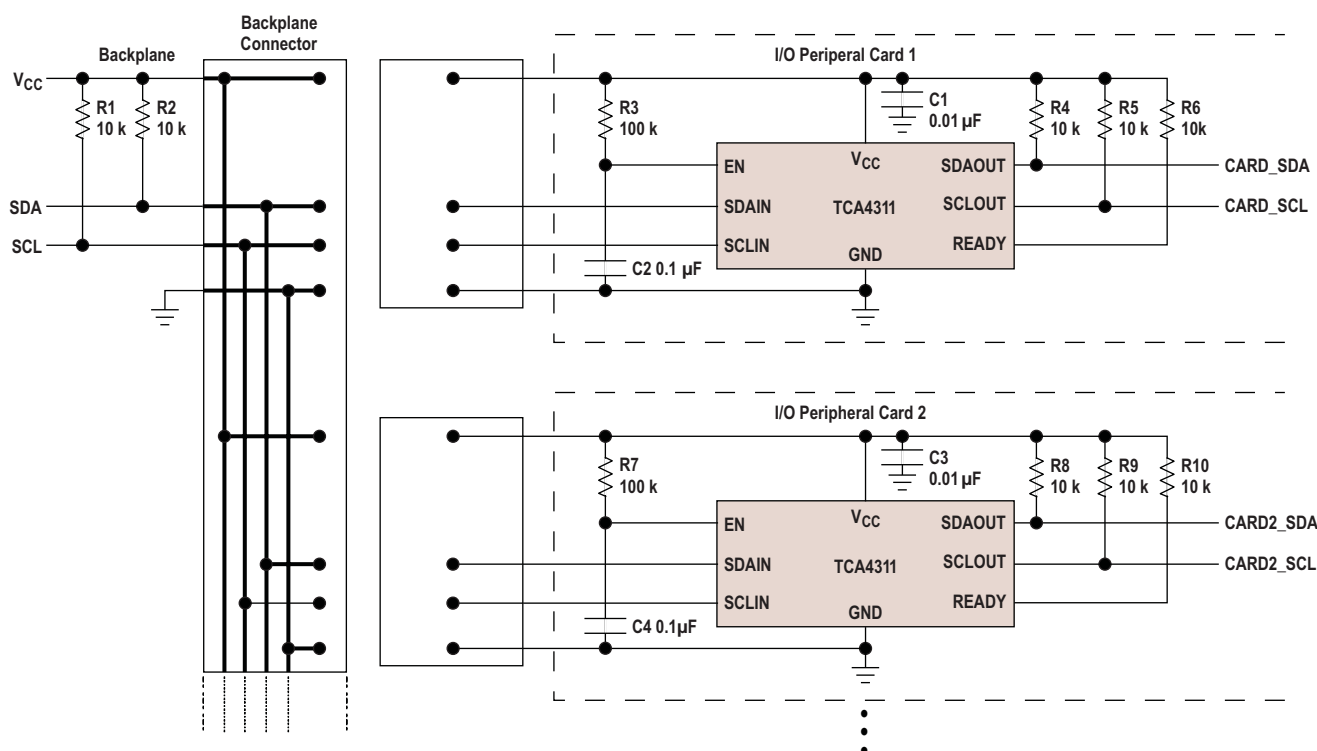 Backplane
Connector
Backplane
VCC
R1
10 k
R2
10 k
SDA
SCL
I/O Periperal Card 1
R3
100 k
C1
0.01 µF
R4
10 k
R5
10 k
R6
10k
EN
VCC
SDAOUT
CARD_SDA
SDAIN
TCA4311
SCLOUT
CARD_SCL
SCLIN
GND
READY
C2 0.1 µF
I/O Peripheral Card 2
R7
100 k
C3
0.01 µF
R8
10 k
R9
10 k
R10
10 k
EN
VCC
SDAOUT
CARD2_SDA
SDAIN
TCA4311
SCLOUT
CARD2_SCL
SCLIN
GND
READY
C4 0.1µF